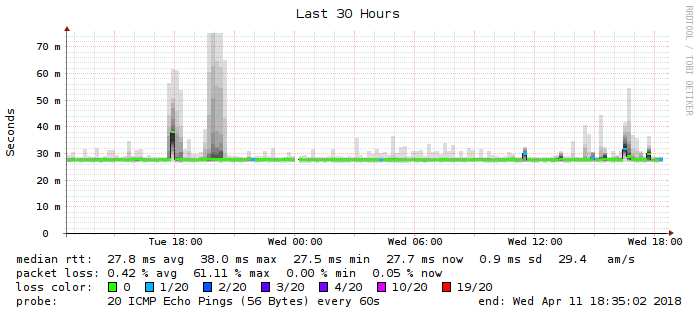 Last 30 Hours
RRDTOOL / TOBI OETIKER
Seconds
70 m
60 m
50 m
40 m
30 m
20 m
10 m
0
Tue 18:00 Wed 00:00 Wed 06:00 Wed 12:00 Wed 18:00
median rtt: 27.8 ms avg 38.0 ms max 27.5 ms min 27.7 ms now 0.9 ms sd 29.4 am/s
packet loss: 0.42 % avg 61.11 % max 0.00 % min 0.05 % now
loss color: 0 1/20 2/20 3/20 4/20 10/20 19/20
probe: 20 ICMP Echo Pings (56 Bytes) every 60s end: Wed Apr 11 18:35:02 2018